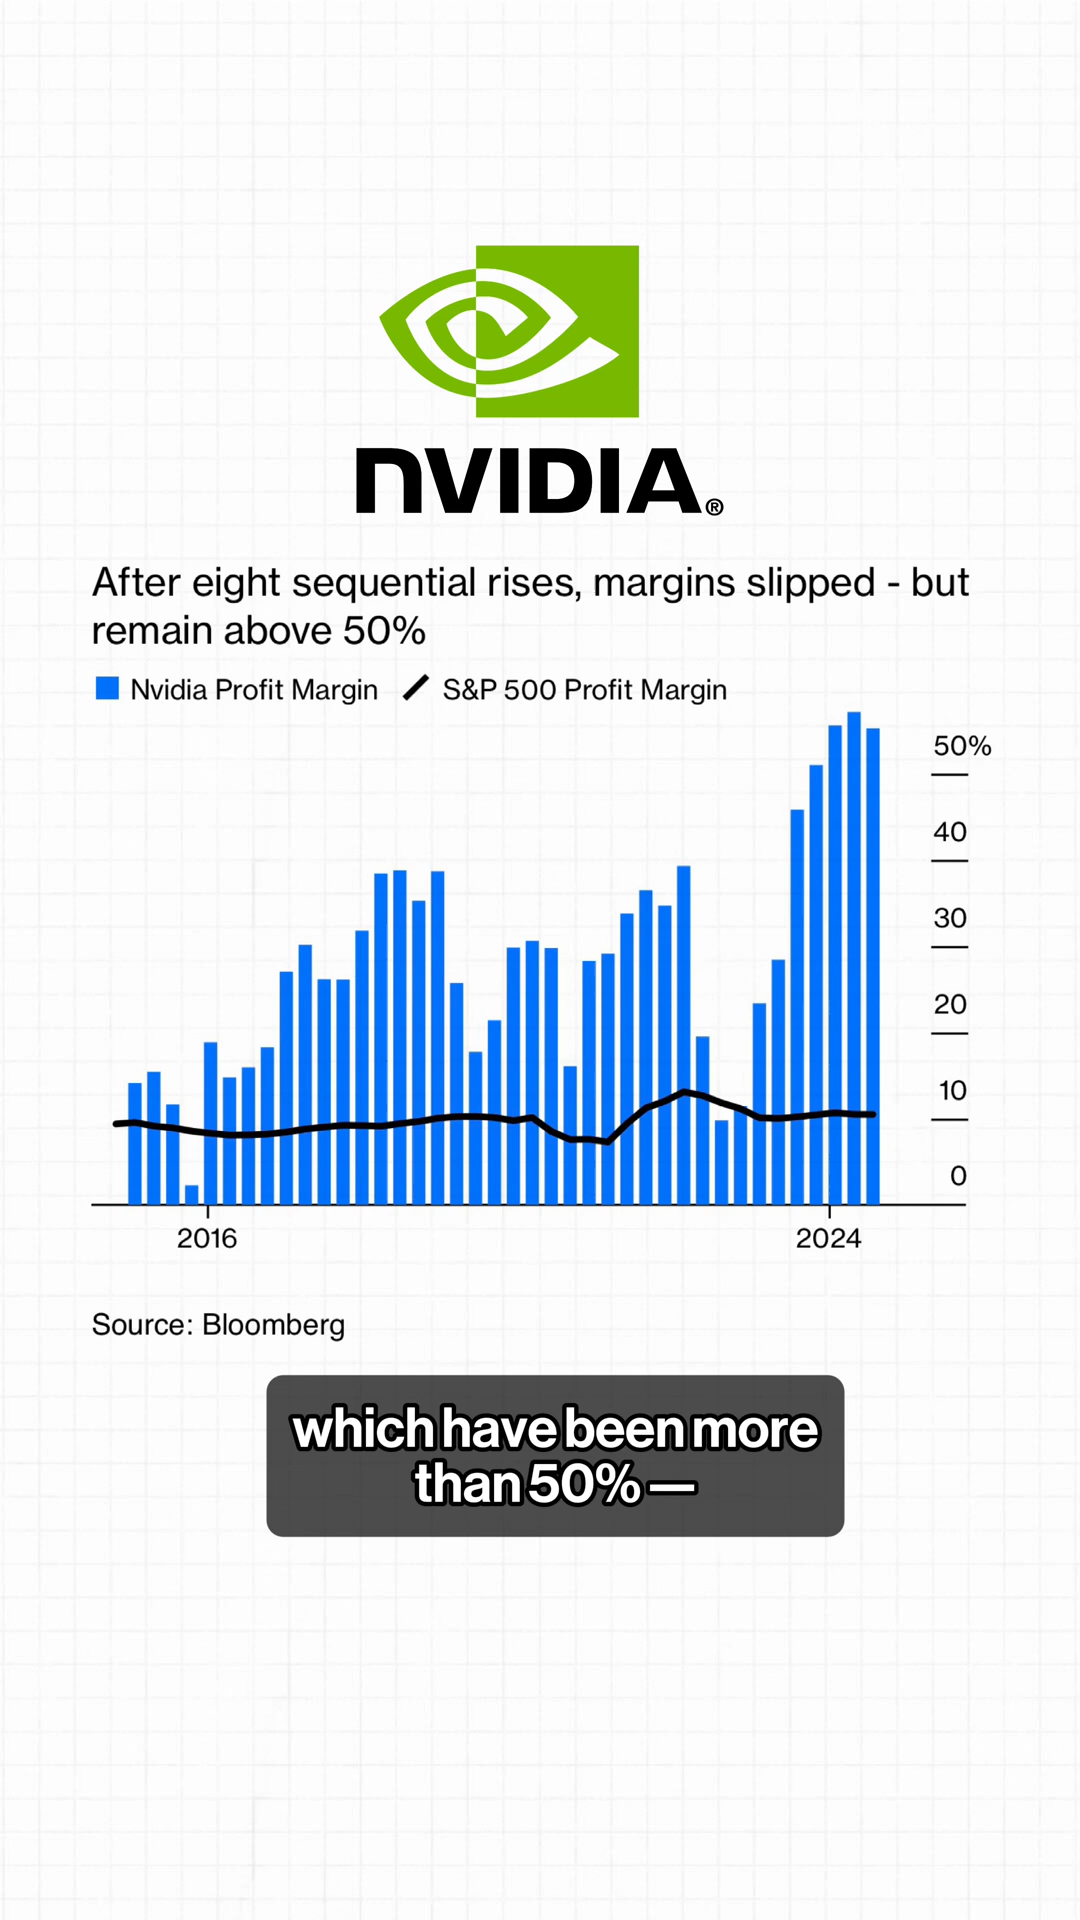 NVIDIA®
After eight sequential rises, margins slipped - but
remain above 50%
Nvidia Profit Margin S&P 500 Profit Margin
50%
40
30
20
10
0
2016 2024
Source: Bloomberg
which have been more
than 50% —